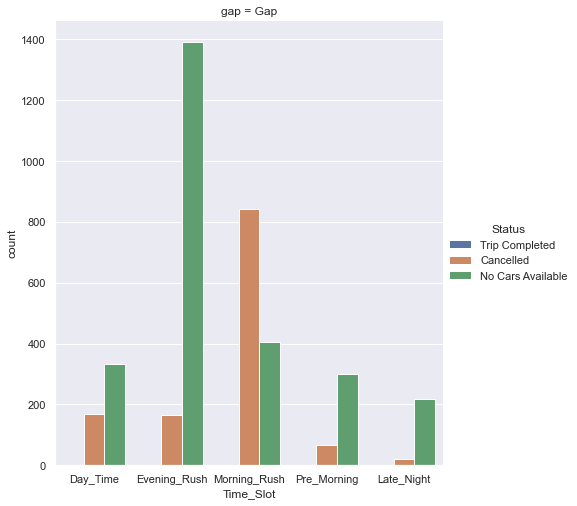 gap = Gap
1400
1200
1000
800
600
400
200
0
count
Day_Time Evening_Rush Morning_Rush Pre_Morning Late_Night
Time_Slot
Status
Trip Completed
Cancelled
No Cars Available